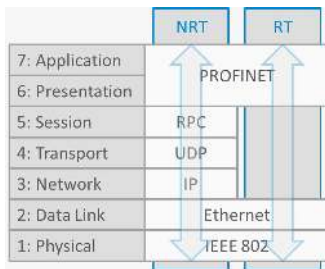 NRT RT
7: Application
PROFINET
6: Presentation
5: Session RPC
4: Transport UDP
3: Network IP
2: Data Link Ethernet
1: Physical IEEE 802